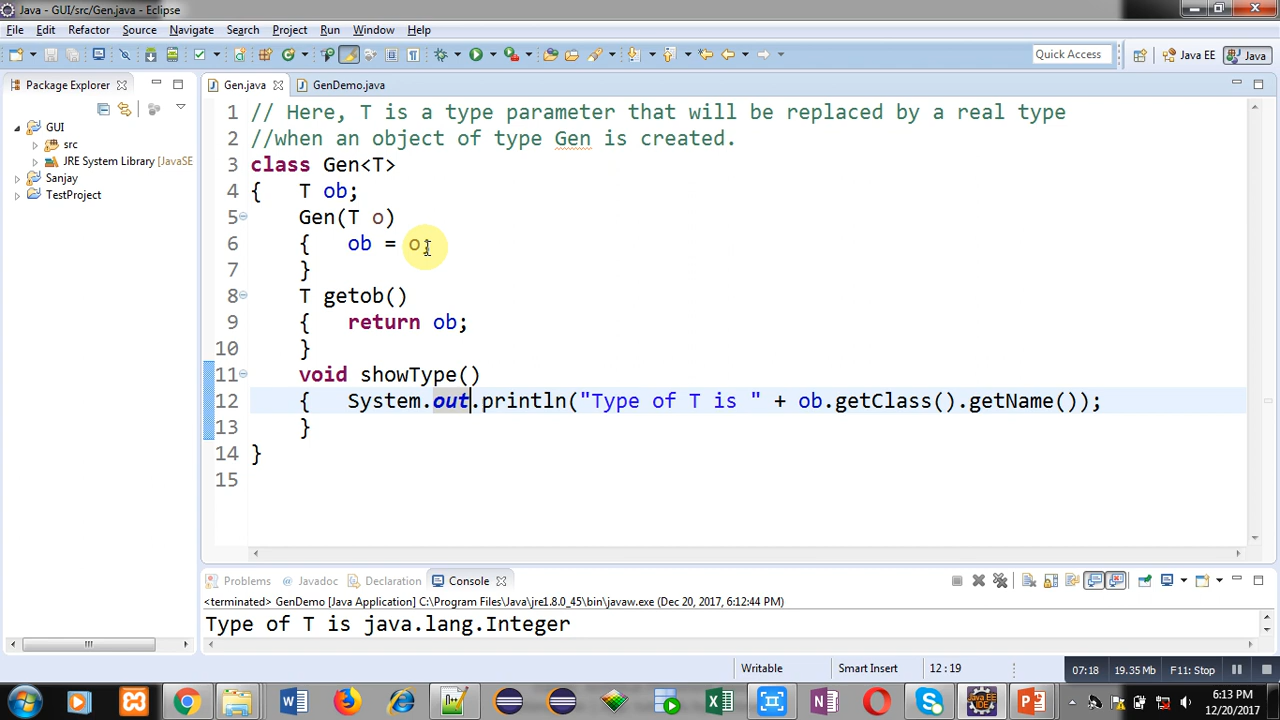 Java - GUI/src/Gen.java - Eclipse
File Edit Refactor Source Navigate Search Project Run Window Help
Quick Access Java EE Java
Package Explorer
Gen.java GenDemo.java
GUI
src
JRE System Library [JavaSE
Sanjay
TestProject
1 // Here, T is a type parameter that will be replaced by a real type
2 //when an object of type Gen is created.
3 class Gen<T>
4 { T ob;
5 Gen(T o)
6 { ob = o;
7 }
8 T getob()
9 { return ob;
10 }
11 void showType()
12 { System.out.println("Type of T is " + ob.getClass().getName());
13 }
14 }
15
Problems Javadoc Declaration Console
<terminated> GenDemo [Java Application] C:\Program Files\Java\jre1.8.0_45\bin\javaw.exe (Dec 20, 2017, 6:12:44 PM)
Type of T is java.lang.Integer
Writable Smart Insert 12 : 19 07:18 19.35 Mb F11: Stop
6:13 PM
12/20/2017